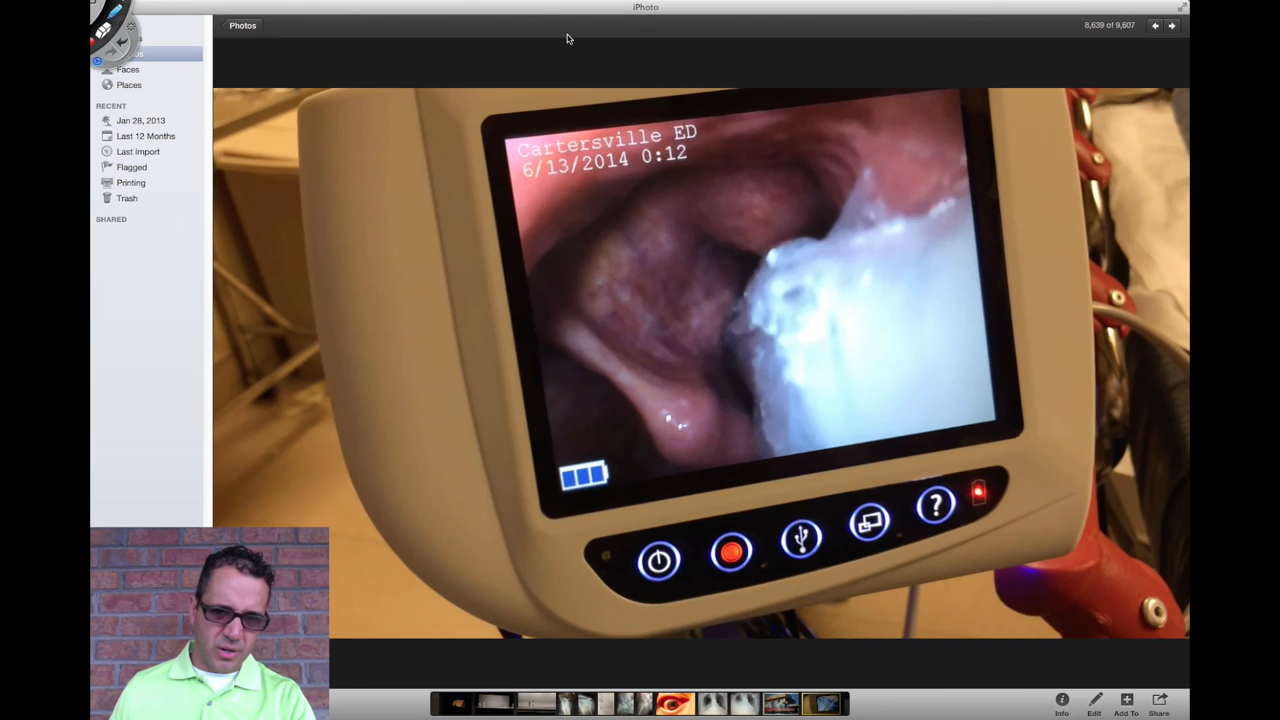 iPhoto
Photos
8,639 of 9,607
Faces
Places
RECENT
Jan 28, 2013
Last 12 Months
Last Import
Flagged
Printing
Trash
SHARED
Cartersville ED
6/13/2014 0:12
?
Info
Edit
Add To
Share